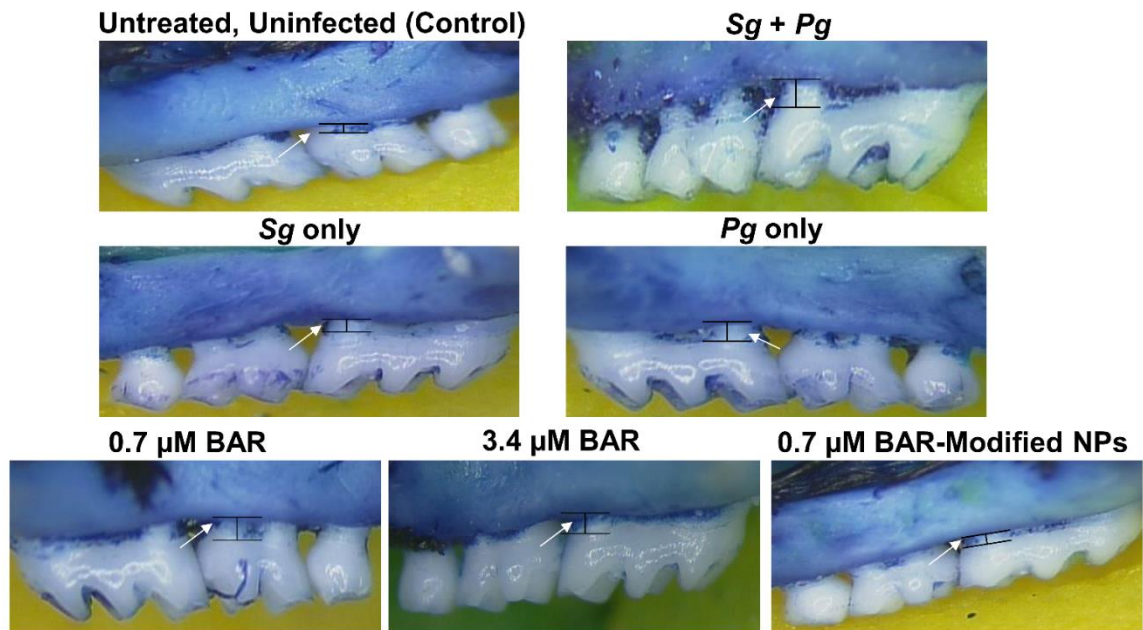 Untreated, Uninfected (Control)
Sg + Pg
Sg only
Pg only
0.7 µM BAR
3.4 µM BAR
0.7 µM BAR-Modified NPs